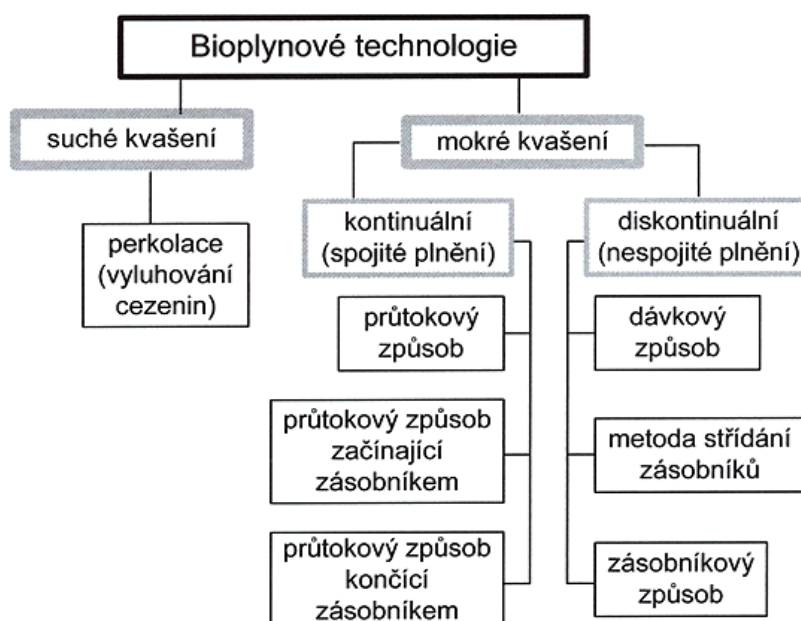 Bioplynové technologie
suché kvašení
mokré kvašení
perkolace
(vyluhování
cezenin)
kontinuální
(spojité plnění)
diskontinuální
(nespojité plnění)
průtokový
způsob
dávkový
způsob
průtokový způsob
začínající
zásobníkem
metoda střídání
zásobníků
průtokový způsob
končící
zásobníkem
zásobníkový
způsob